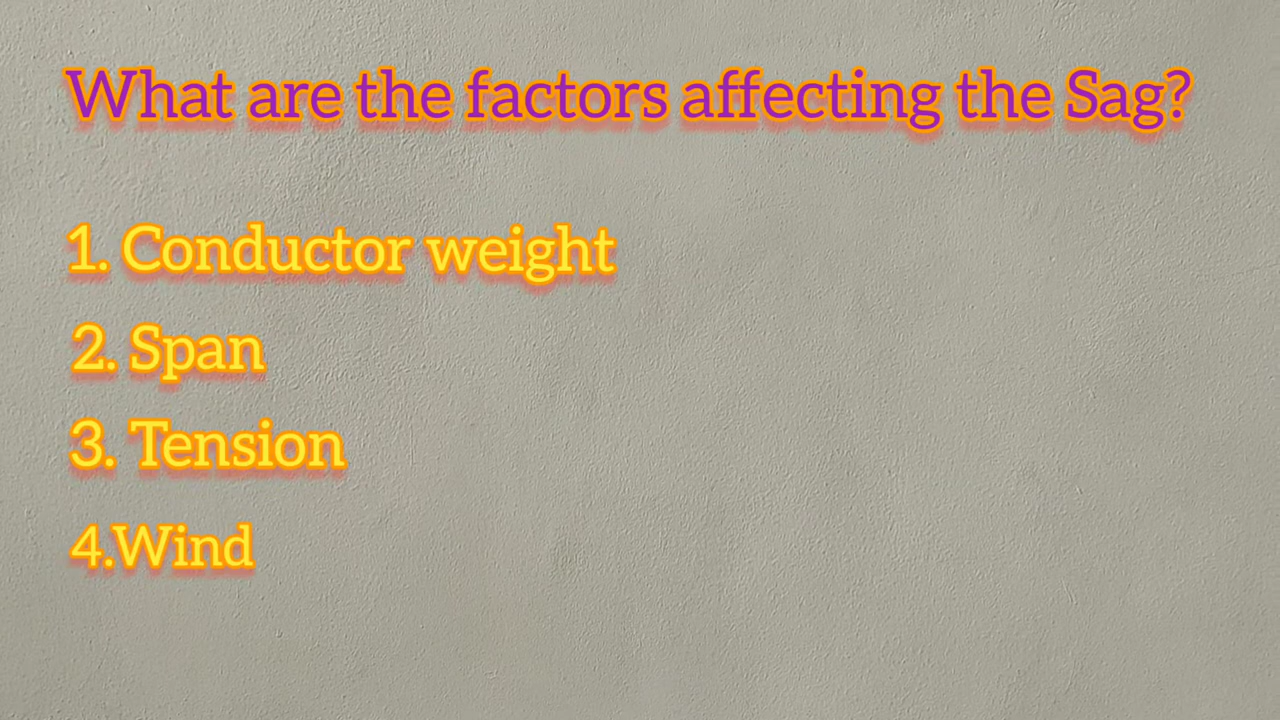 What are the factors affecting the Sag?
1. Conductor weight
2. Span
3. Tension
4.Wind